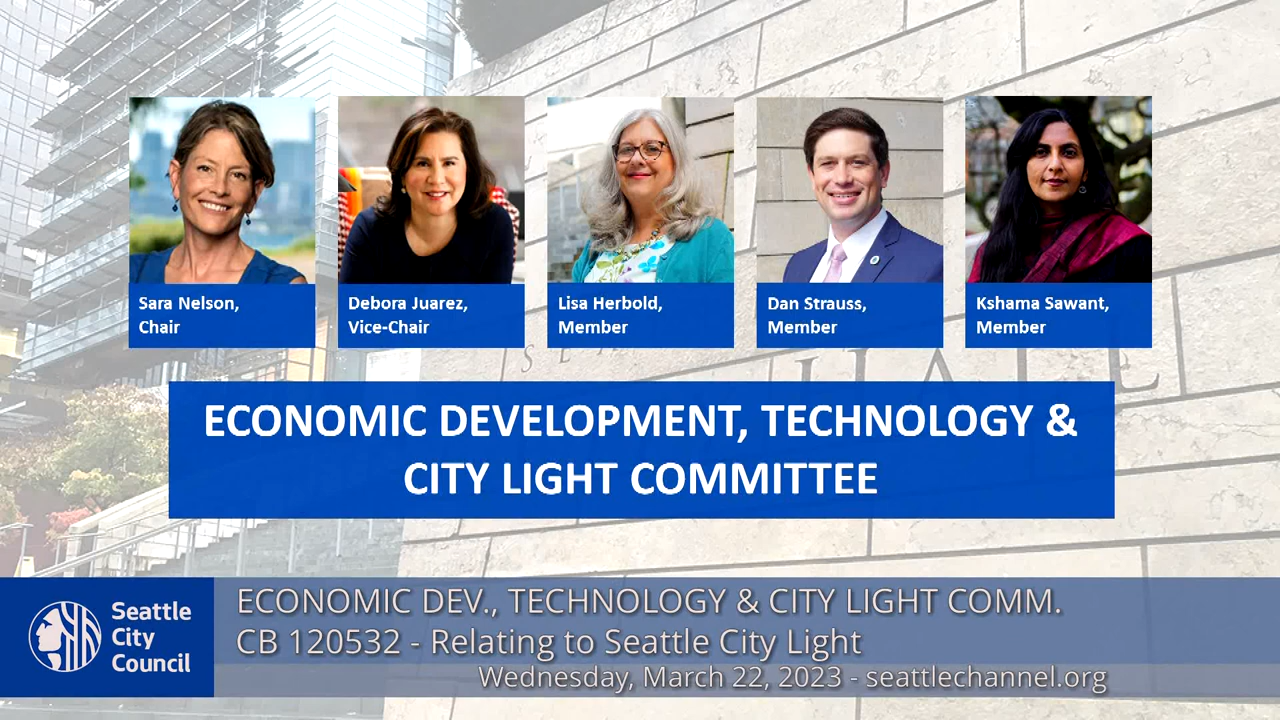 Sara Nelson,
Chair
Debora Juarez,
Vice-Chair
Lisa Herbold,
Member
Dan Strauss,
Member
Kshama Sawant,
Member
ECONOMIC DEVELOPMENT, TECHNOLOGY &
CITY LIGHT COMMITTEE
Seattle
City
Council
ECONOMIC DEV., TECHNOLOGY & CITY LIGHT COMM.
CB 120532 - Relating to Seattle City Light
Wednesday, March 22, 2023 - seattlechannel.org